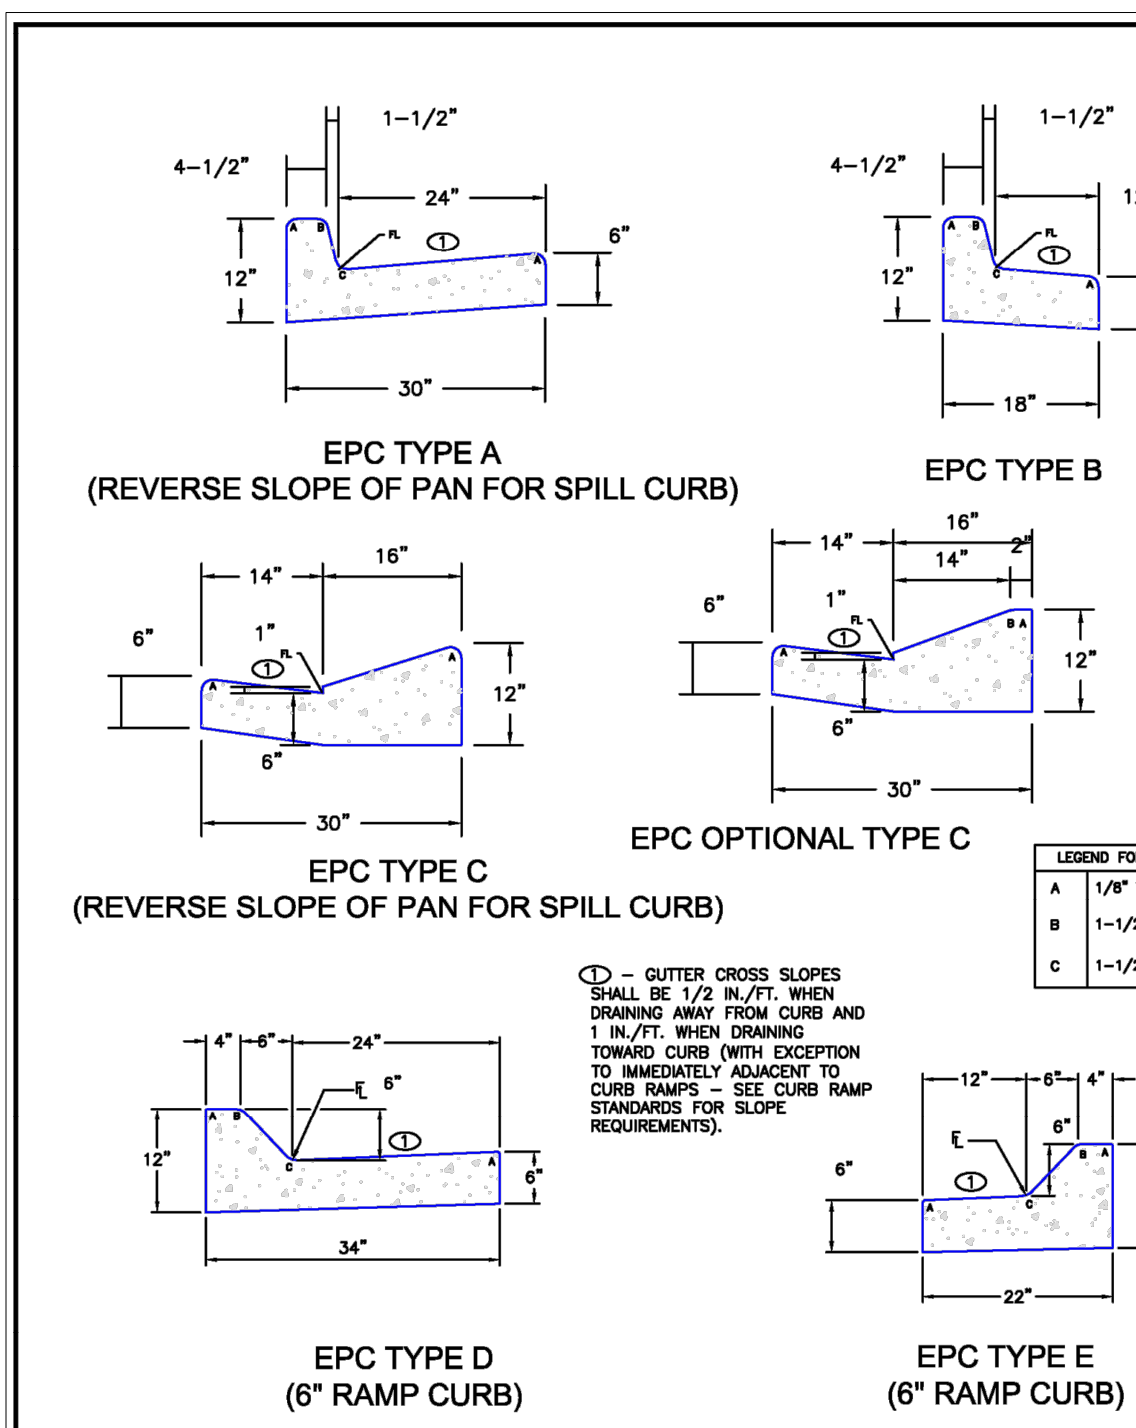 1-1/2"
4-1/2"
24"
FL
1
6"
A
B
12"
C
A
30"
EPC TYPE A
(REVERSE SLOPE OF PAN FOR SPILL CURB)
1-1/2"
4-1/2"
A
B
FL
1
12"
C
A
18"
EPC TYPE B
14"
16"
6"
1"
FL
1
A
A
12"
6"
30"
EPC TYPE C
(REVERSE SLOPE OF PAN FOR SPILL CURB)
16"
14"
2"
14"
6"
1"
FL
1
B A
A
12"
6"
30"
EPC OPTIONAL TYPE C
LEGEND
A 1/8"
B
C
1 - GUTTER CROSS SLOPES
SHALL BE 1/2 IN./FT. WHEN
DRAINING AWAY FROM CURB AND
1 IN./FT. WHEN DRAINING
TOWARD CURB (WITH EXCEPTION
TO IMMEDIATELY ADJACENT TO
CURB RAMPS - SEE CURB RAMP
STANDARDS FOR SLOPE
REQUIREMENTS).
4" 6" 24"
FL 6"
A B
1
12"
C
A
6"
34"
EPC TYPE D
(6" RAMP CURB)
12" 6" 4"
6"
FL
B A
6"
1
A
C
22"
EPC TYPE E
(6" RAMP CURB)